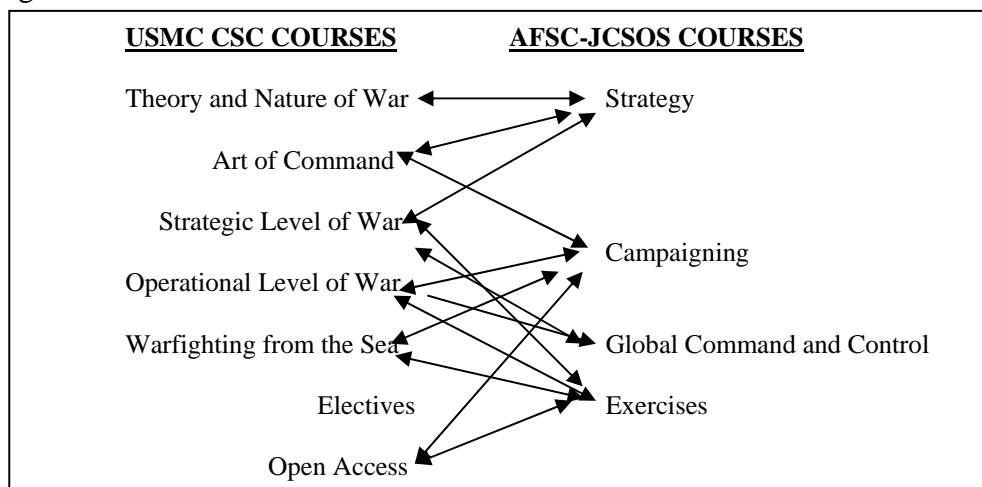 USMC CSC COURSES AFSC-JCSOS COURSES
Theory and Nature of War Strategy
Art of Command
Strategic Level of War
Campaigning
Operational Level of War
Warfighting from the Sea Global Command and Control
Electives Exercises
Open Access